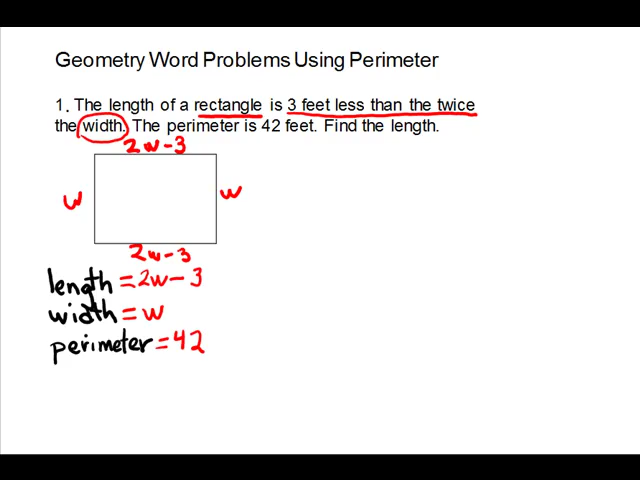 Geometry Word Problems Using Perimeter
1. The length of a rectangle is 3 feet less than the twice
the width. The perimeter is 42 feet. Find the length.
2w-3
w
w
2w-3
length = 2w-3
width = w
perimeter = 42